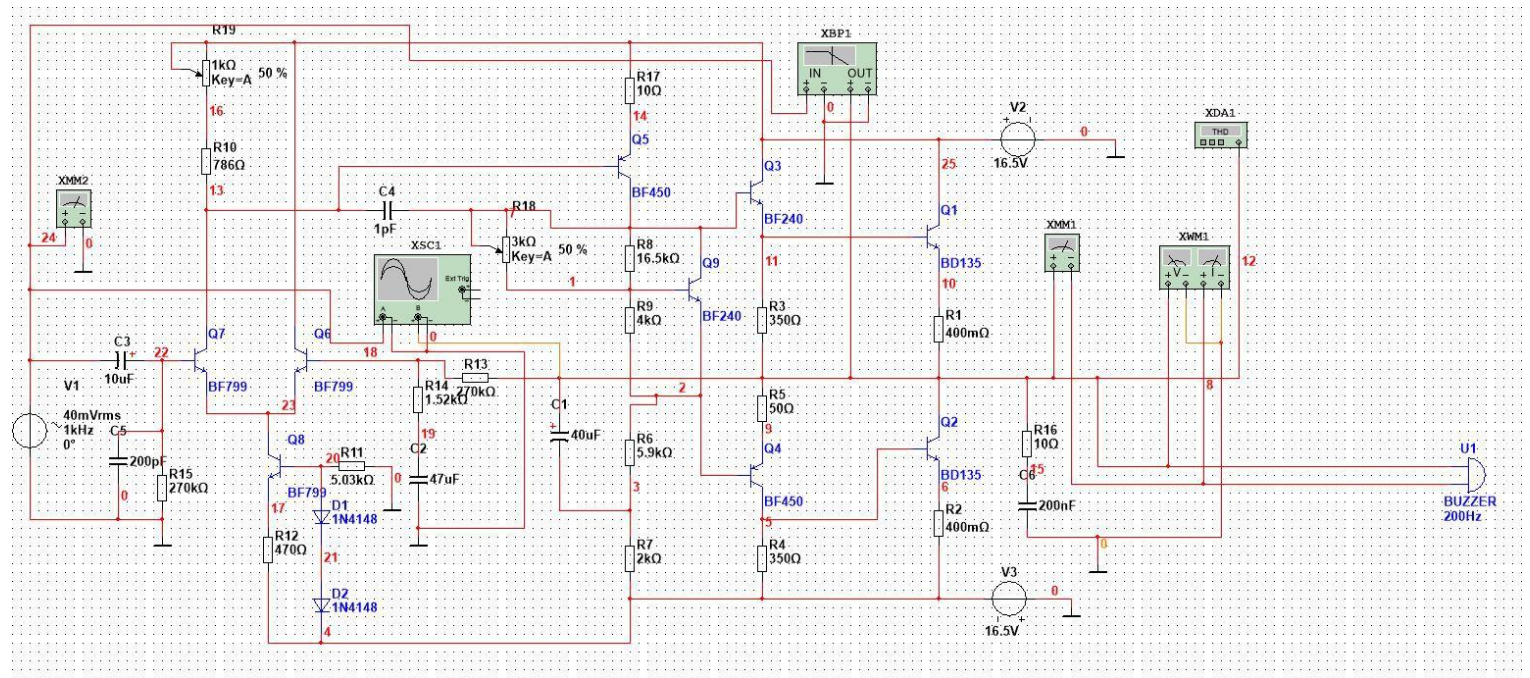 R19
1kΩ
Key=A
50 %
16
R10
786Ω
13
XMM2
24
0
C4
1pF
R18
3kΩ
Key=A
50 %
1
XSC1
Ext Trig
A
B
0
R17
10Ω
14
Q5
BF450
XBP1
IN
OUT
0
Q3
BF240
11
R8
16.5kΩ
Q9
BF240
R9
4kΩ
R3
350Ω
V2
16.5V
0
25
Q1
BD135
10
R1
400mΩ
XDA1
THD
12
XMM1
XWM1
V
I
8
Q7
BF799
Q6
BF799
18
C3
10uF
22
V1
40mVrms
1kHz
0°
C5
200pF
0
R15
270kΩ
23
Q8
BF799
20
R11
5.03kΩ
0
17
R12
470Ω
D1
1N4148
21
D2
1N4148
4
R13
270kΩ
R14
1.52kΩ
19
C2
47uF
C1
40uF
2
R6
5.9kΩ
3
R7
2kΩ
R5
50Ω
9
Q4
BF450
5
R4
350Ω
Q2
BD135
6
R2
400mΩ
V3
16.5V
0
R16
10Ω
15
C6
200nF
0
U1
BUZZER
200Hz